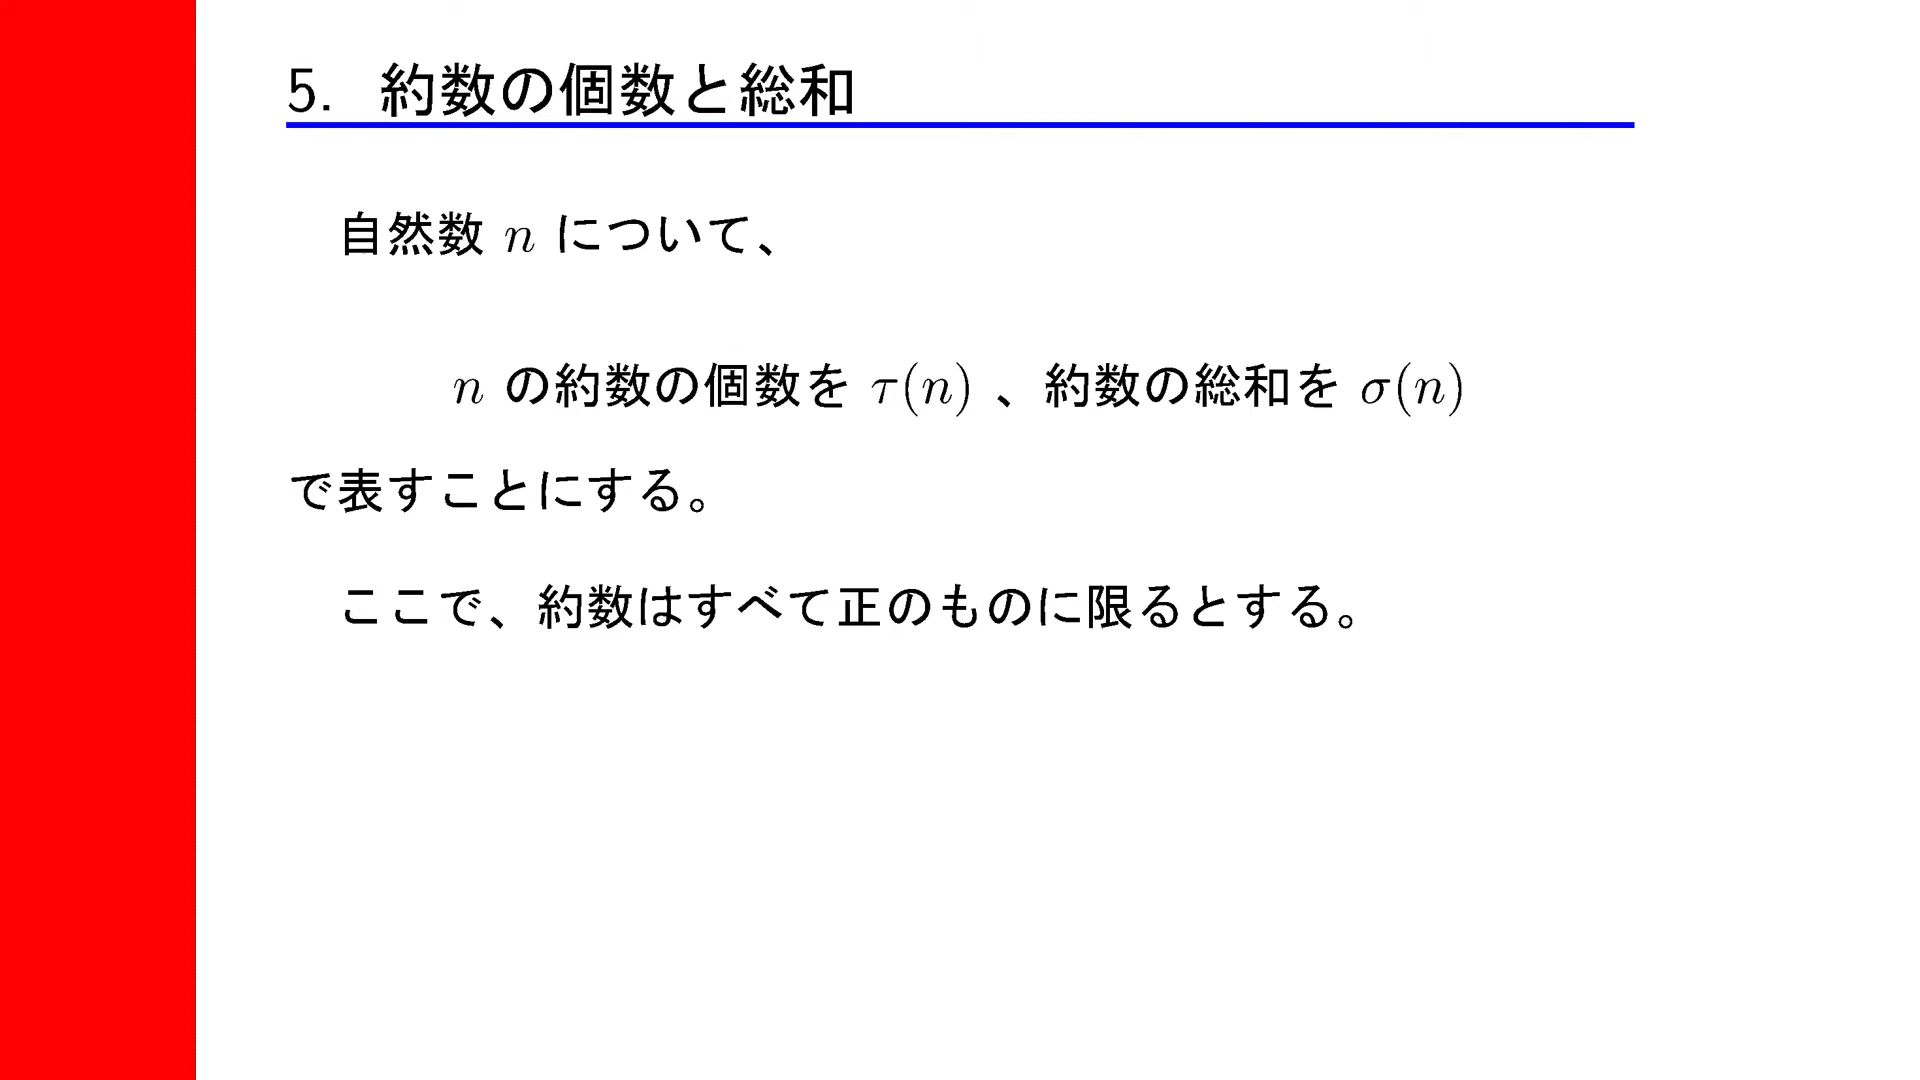 5. 約数の個数と総和
自然数 n について、
n の約数の個数を τ(n) 、約数の総和を σ(n)
で表すことにする。
ここで、約数はすべて正のものに限るとする。